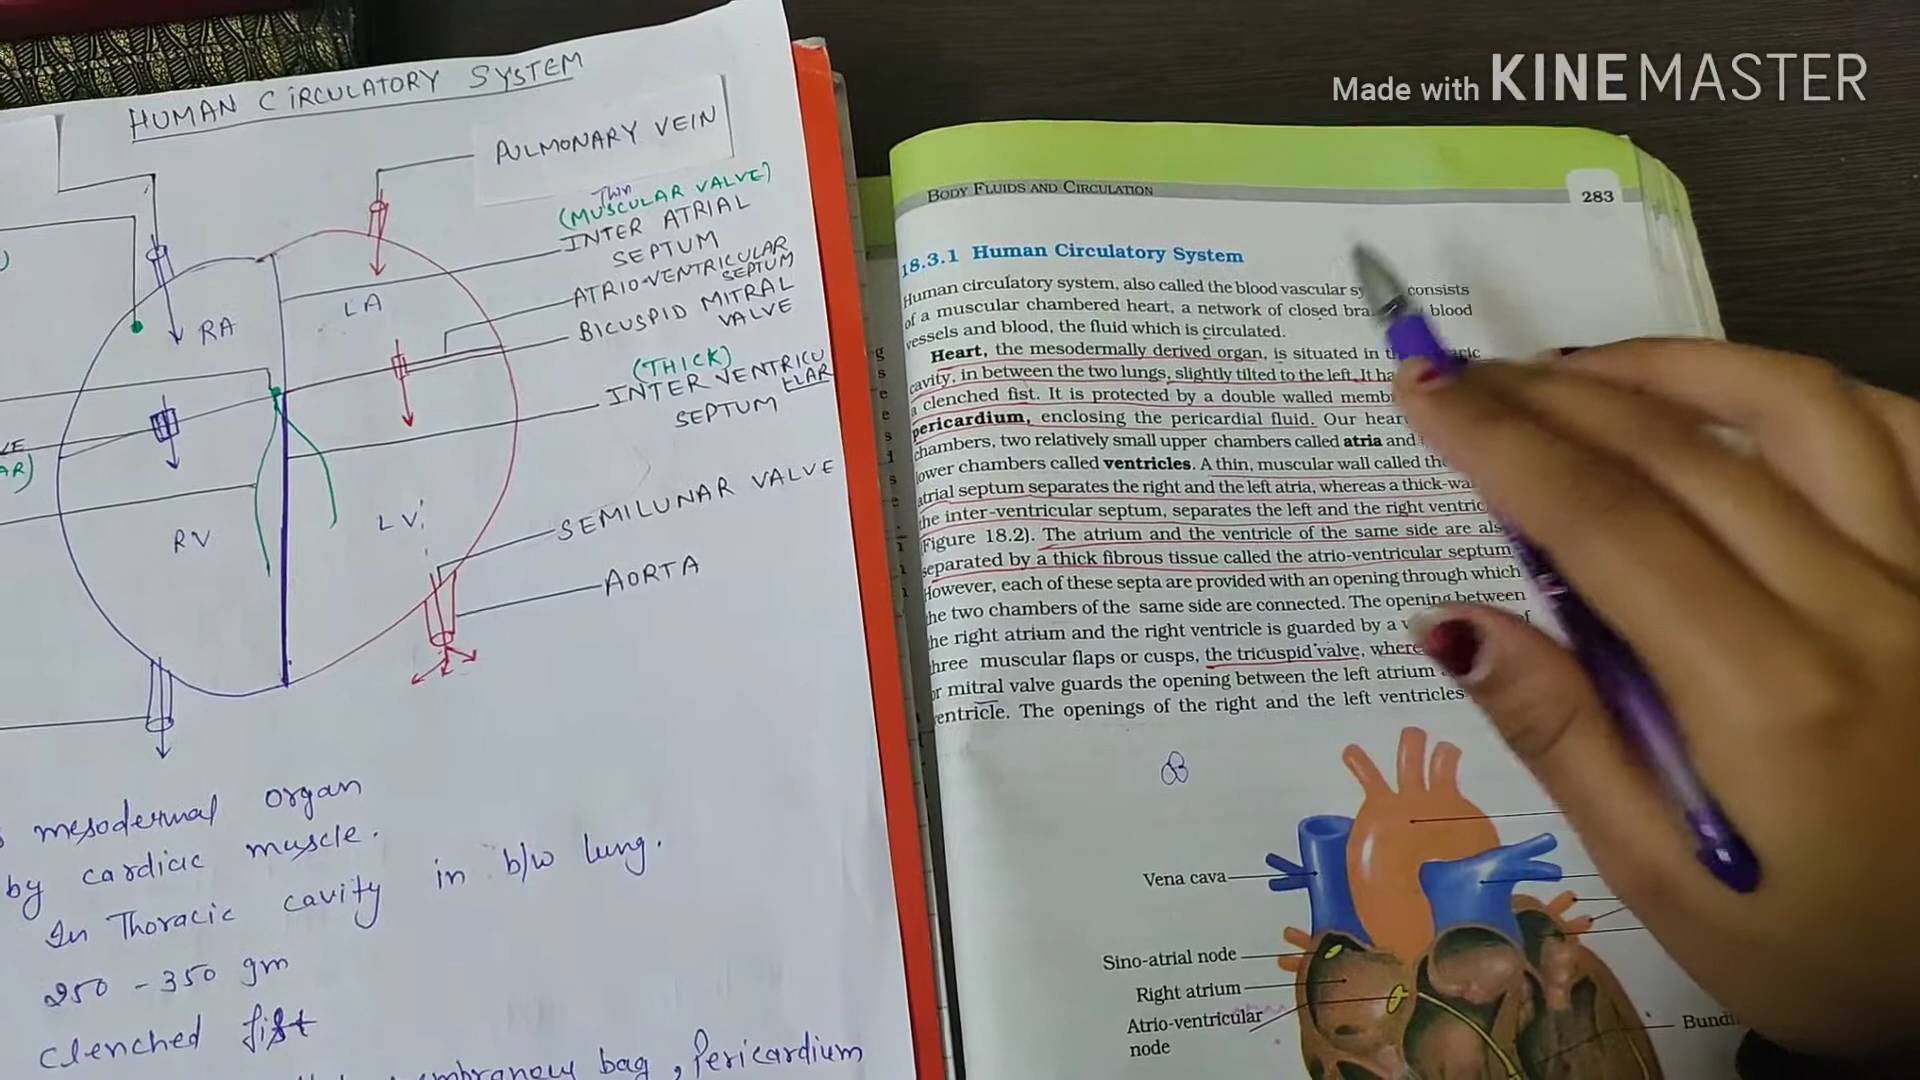 Made with KINEMASTER
HUMAN CIRCULATORY SYSTEM
PULMONARY VEIN
Thin
(MUSCULAR VALVE)
INTER ATRIAL
SEPTUM
ATRIO-VENTRICULAR
SEPTUM
BICUSPID MITRAL
VALVE
(THICK)
INTER VENTRICU
LAR
SEPTUM
SEMILUNAR VALVE
AORTA
RA
LA
RV
LV
mesodermal organ
by cardiac muscle.
In Thoracic cavity in b/w lung.
250 - 350 gm
clenched fist
bag, Pericardium
BODY FLUIDS AND CIRCULATION
283
18.3.1 Human Circulatory System
Human circulatory system, also called the blood vascular consists
of a muscular chambered heart, a network of closed blood
vessels and blood, the fluid which is circulated.
Heart, the mesodermally derived organ, is situated in
cavity, in between the two lungs, slightly tilted to the left. It
a clenched fist. It is protected by a double walled
pericardium, enclosing the pericardial fluid. Our
chambers, two relatively small upper chambers called atria and
lower chambers called ventricles. A thin, muscular wall called
atrial septum separates the right and the left atria, whereas a
the inter-ventricular septum, separates the left and the right
(Figure 18.2). The atrium and the ventricle of the same side are
separated by a thick fibrous tissue called the atrio-ventricular septum
However, each of these septa are provided with an opening through which
the two chambers of the same side are connected. The opening between
the right atrium and the right ventricle is guarded by a
three muscular flaps or cusps, the tricuspid valve,
or mitral valve guards the opening between the left atrium
ventricle. The openings of the right and the left ventricles
Vena cava
Sino-atrial node
Right atrium
Atrio-ventricular
node